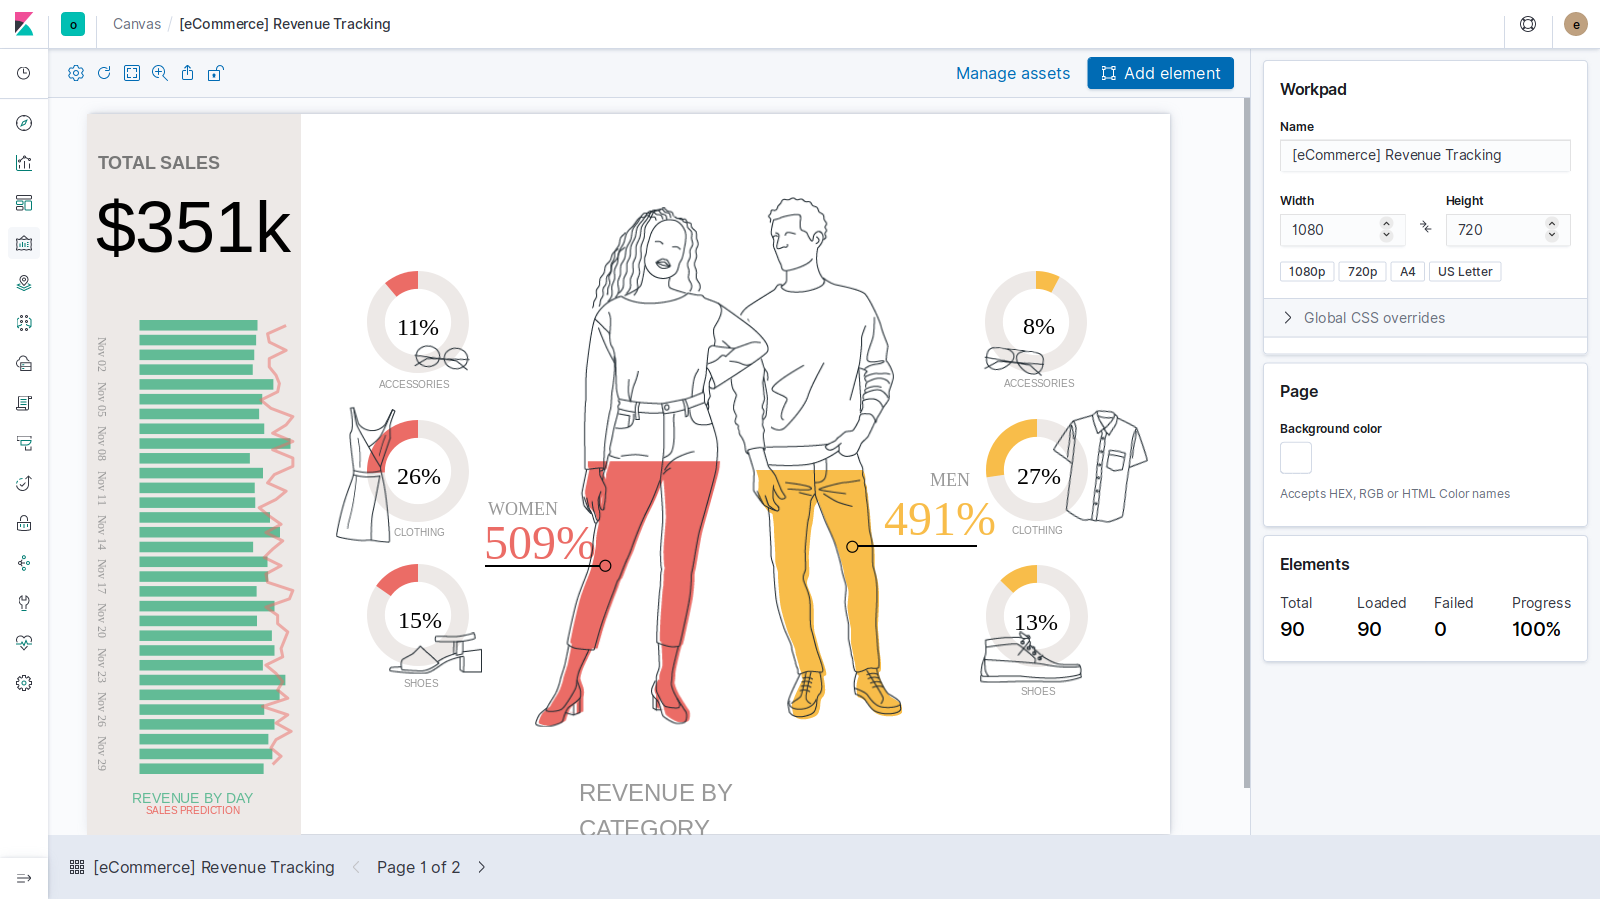 o
Canvas
[eCommerce] Revenue Tracking
e
Manage assets
Add element
TOTAL SALES
$351k
Nov 02
Nov 05
Nov 08
Nov 11
Nov 14
Nov 17
Nov 20
Nov 23
Nov 26
Nov 29
REVENUE BY DAY
SALES PREDICTION
11%
ACCESSORIES
26%
CLOTHING
15%
SHOES
WOMEN
509%
MEN
491%
8%
ACCESSORIES
27%
CLOTHING
13%
SHOES
REVENUE BY
CATEGORY
Workpad
Name
[eCommerce] Revenue Tracking
Width
Height
1080
720
1080p
720p
A4
US Letter
Global CSS overrides
Page
Background color
Accepts HEX, RGB or HTML Color names
Elements
Total
Loaded
Failed
Progress
90
90
0
100%
[eCommerce] Revenue Tracking
Page 1 of 2